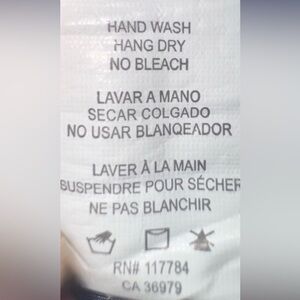 HAND WASH
HANG DRY
NO BLEACH
LAVAR A MANO
SECAR COLGADO
NO USAR BLANQEADOR
LAVER À LA MAIN
SUSPENDRE POUR SÉCHER
NE PAS BLANCHIR
RN# 117784
CA 36979